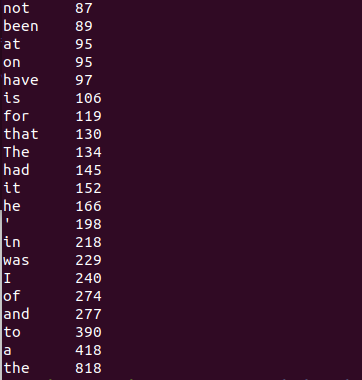 not 87
been 89
at 95
on 95
have 97
is 106
for 119
that 130
The 134
had 145
it 152
he 166
' 198
in 218
was 229
I 240
of 274
and 277
to 390
a 418
the 818